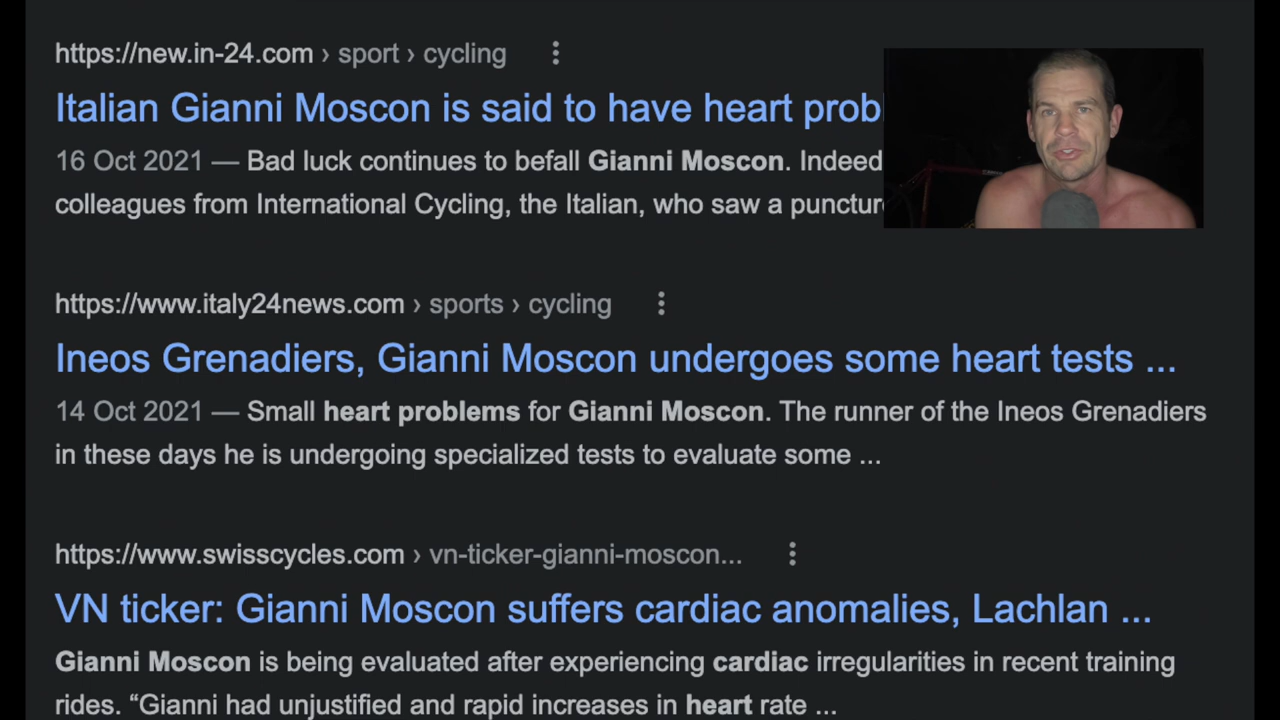 https://new.in-24.com › sport › cycling
Italian Gianni Moscon is said to have heart prob
16 Oct 2021 — Bad luck continues to befall Gianni Moscon. Indeed
colleagues from International Cycling, the Italian, who saw a puncture
https://www.italy24news.com › sports › cycling
Ineos Grenadiers, Gianni Moscon undergoes some heart tests ...
14 Oct 2021 — Small heart problems for Gianni Moscon. The runner of the Ineos Grenadiers
in these days he is undergoing specialized tests to evaluate some ...
https://www.swisscycles.com › vn-ticker-gianni-moscon...
VN ticker: Gianni Moscon suffers cardiac anomalies, Lachlan ...
Gianni Moscon is being evaluated after experiencing cardiac irregularities in recent training
rides. “Gianni had unjustified and rapid increases in heart rate ...